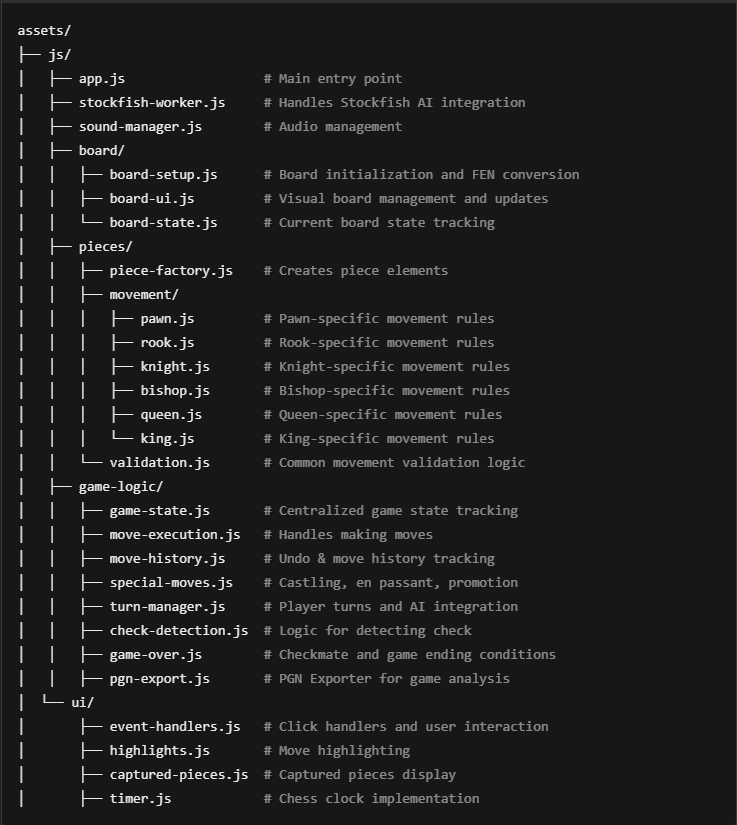 assets/
├── js/
│   ├── app.js                  # Main entry point
│   ├── stockfish-worker.js     # Handles Stockfish AI integration
│   ├── sound-manager.js        # Audio management
│   ├── board/
│   │   ├── board-setup.js      # Board initialization and FEN conversion
│   │   ├── board-ui.js         # Visual board management and updates
│   │   └── board-state.js      # Current board state tracking
│   ├── pieces/
│   │   ├── piece-factory.js    # Creates piece elements
│   │   ├── movement/
│   │   │   ├── pawn.js         # Pawn-specific movement rules
│   │   │   ├── rook.js         # Rook-specific movement rules
│   │   │   ├── knight.js       # Knight-specific movement rules
│   │   │   ├── bishop.js       # Bishop-specific movement rules
│   │   │   ├── queen.js        # Queen-specific movement rules
│   │   │   └── king.js         # King-specific movement rules
│   │   └── validation.js       # Common movement validation logic
│   ├── game-logic/
│   │   ├── game-state.js       # Centralized game state tracking
│   │   ├── move-execution.js   # Handles making moves
│   │   ├── move-history.js     # Undo & move history tracking
│   │   ├── special-moves.js    # Castling, en passant, promotion
│   │   ├── turn-manager.js     # Player turns and AI integration
│   │   ├── check-detection.js  # Logic for detecting check
│   │   ├── game-over.js        # Checkmate and game ending conditions
│   │   ├── pgn-export.js       # PGN Exporter for game analysis
│  └── ui/
│       ├── event-handlers.js   # Click handlers and user interaction
│       ├── highlights.js       # Move highlighting
│       ├── captured-pieces.js  # Captured pieces display
│       ├── timer.js            # Chess clock implementation